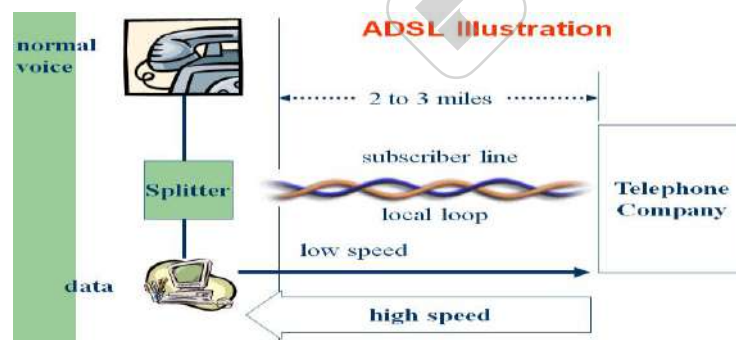 ADSL Illustration
normal
voice
2 to 3 miles
subscriber line
Splitter
local loop
Telephone
Company
low speed
data
high speed